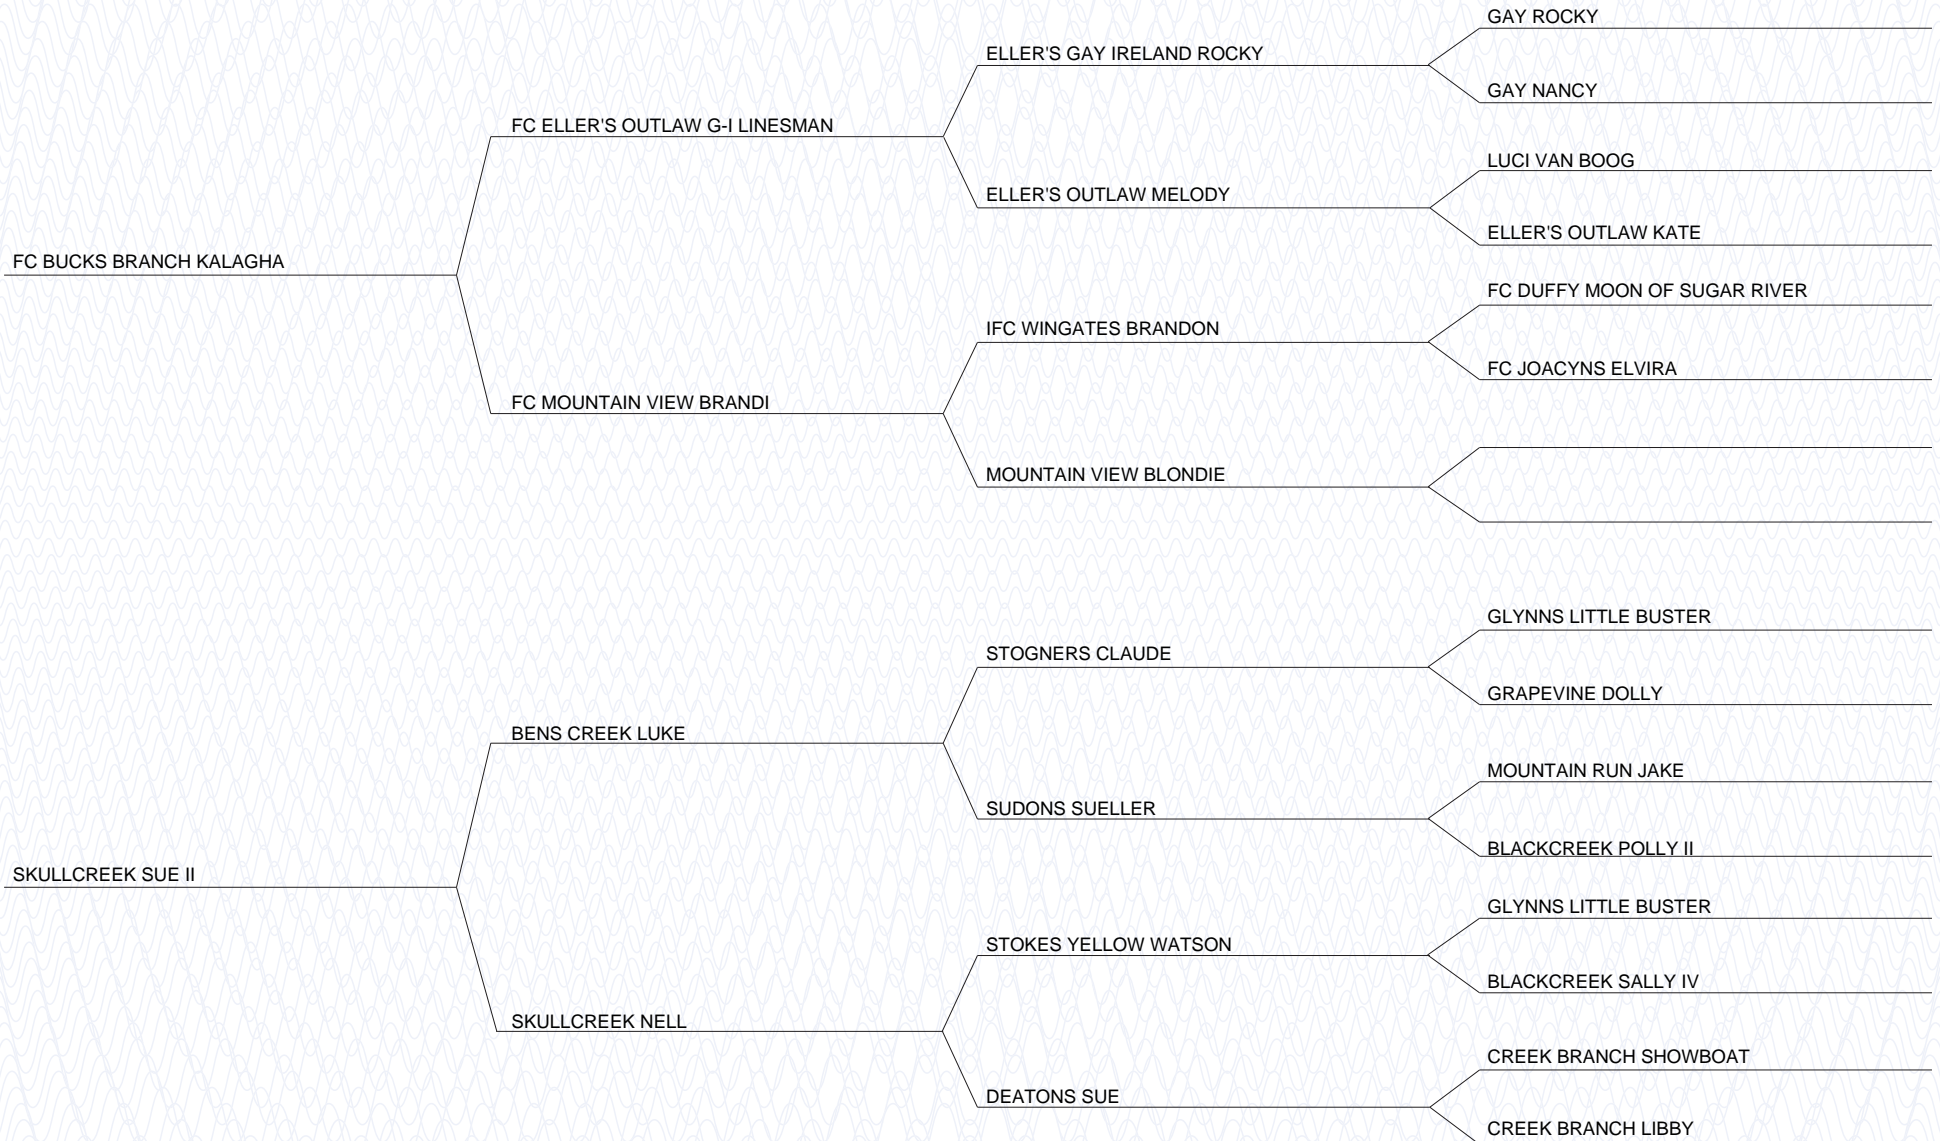 GAY ROCKY
ELLER'S GAY IRELAND ROCKY
GAY NANCY
FC ELLER'S OUTLAW G-I LINESMAN
LUCI VAN BOOG
ELLER'S OUTLAW MELODY
ELLER'S OUTLAW KATE
FC BUCKS BRANCH KALAGHA
FC DUFFY MOON OF SUGAR RIVER
IFC WINGATES BRANDON
FC JOACYNS ELVIRA
FC MOUNTAIN VIEW BRANDI
MOUNTAIN VIEW BLONDIE
GLYNNS LITTLE BUSTER
STOGNERS CLAUDE
GRAPEVINE DOLLY
BENS CREEK LUKE
MOUNTAIN RUN JAKE
SUDONS SUELLER
BLACKCREEK POLLY II
SKULLCREEK SUE II
GLYNNS LITTLE BUSTER
STOKES YELLOW WATSON
BLACKCREEK SALLY IV
SKULLCREEK NELL
CREEK BRANCH SHOWBOAT
DEATONS SUE
CREEK BRANCH LIBBY